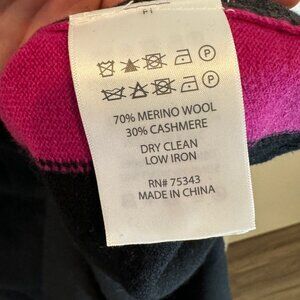 70% MERINO WOOL
30% CASHMERE
DRY CLEAN
LOW IRON
RN# 75343
MADE IN CHINA